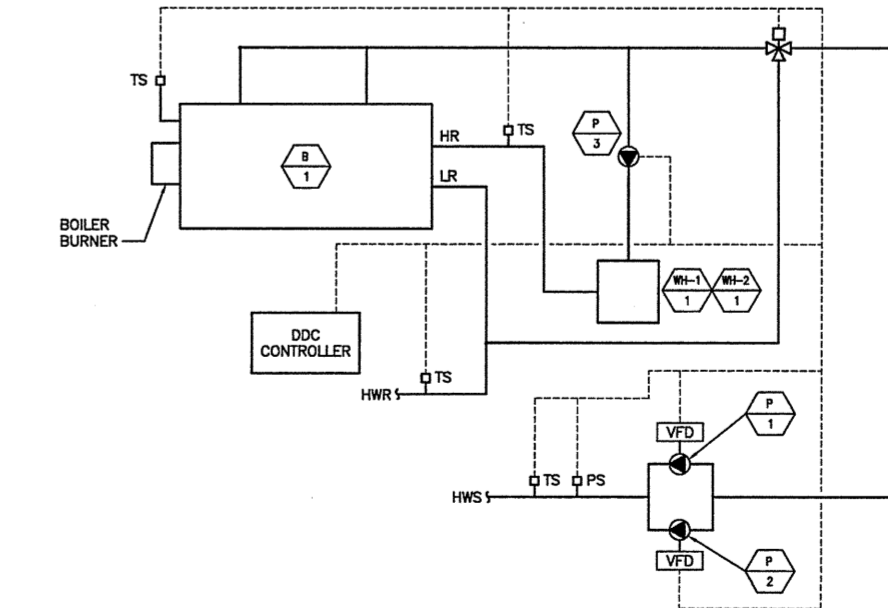 TS
HR
TS
P
3
B
1
LR
BOILER
BURNER
WH-1
1
WH-2
1
DDC
CONTROLLER
TS
HWR
P
1
VFD
TS
PS
HWS
VFD
P
2